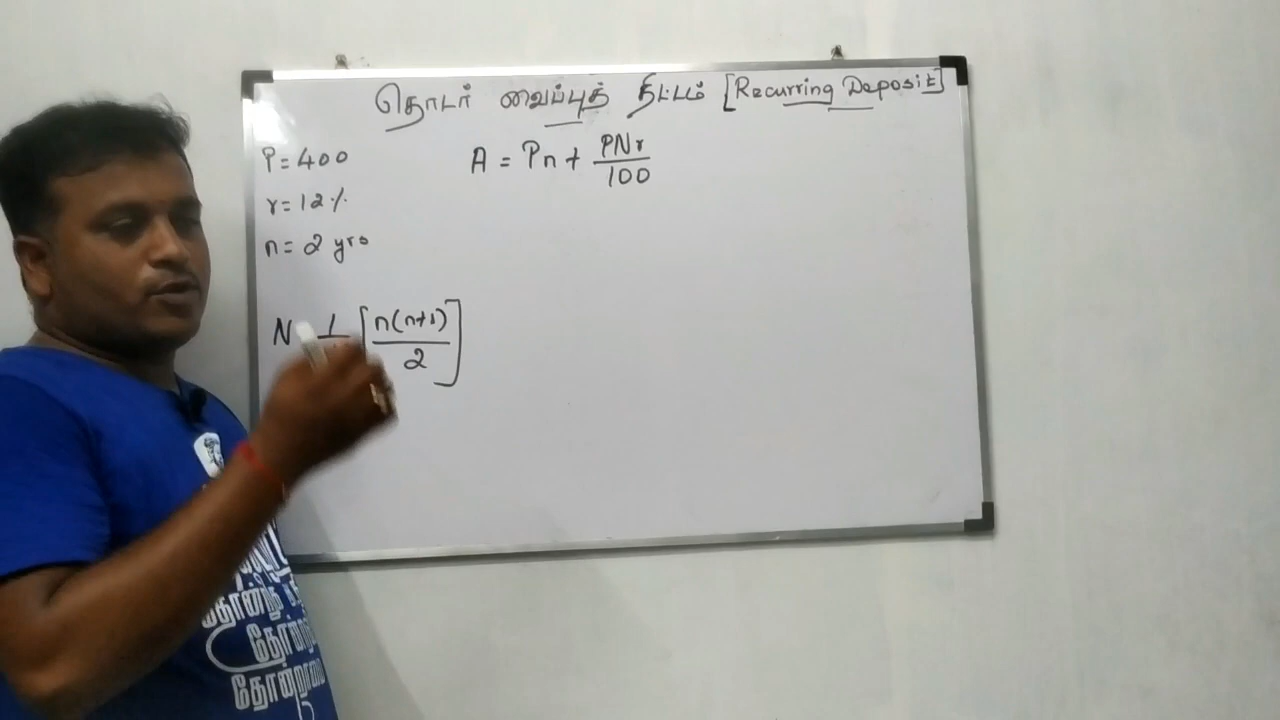 தொடர் வைப்புத் திட்டம் [Recurring Deposit]
P = 400
r = 12 %
n = 2 yrs
A = Pn + PNr / 100
N 1 [n(n+1) / 2]
தோன்றின்
தோன்றாமை